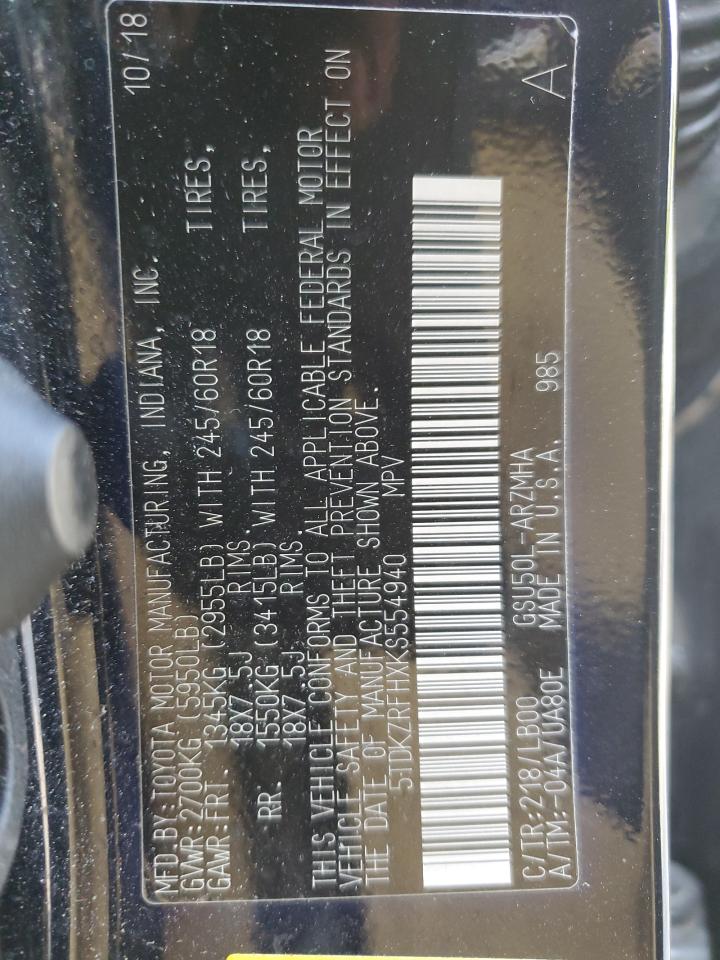 MFD BY:TOYOTA MOTOR MANUFACTURING, INDIANA, INC. 10/18
GVWR:2700KG (5950LB)
GAWR:FRT. 1345KG (2955LB) WITH 245/60R18 TIRES,
18X7.5J RIMS.
RR. 1550KG (3415LB) WITH 245/60R18 TIRES,
18X7.5J RIMS.
THIS VEHICLE CONFORMS TO ALL APPLICABLE FEDERAL MOTOR
VEHICLE SAFETY AND THEFT PREVENTION STANDARDS IN EFFECT ON
THE DATE OF MANUFACTURE SHOWN ABOVE.
5TDKZRFHXKS554940 MPV
C/TR:218/LB00 GSU50L-ARZMHA
A/TM:-04A/UA80E MADE IN U.S.A. 985 A